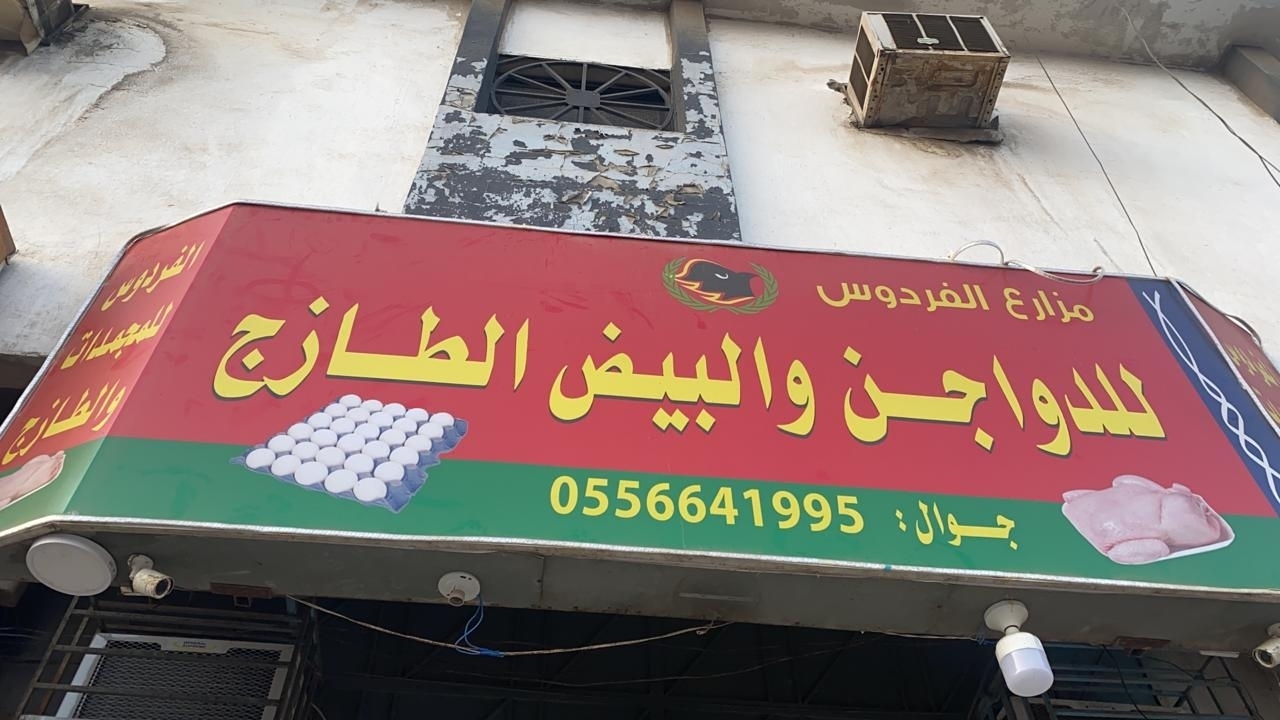 مزارع الفردوس
للدواجن والبيض الطازج
جوال: 0556641995
الفردوس
للمجمدات
والطازج